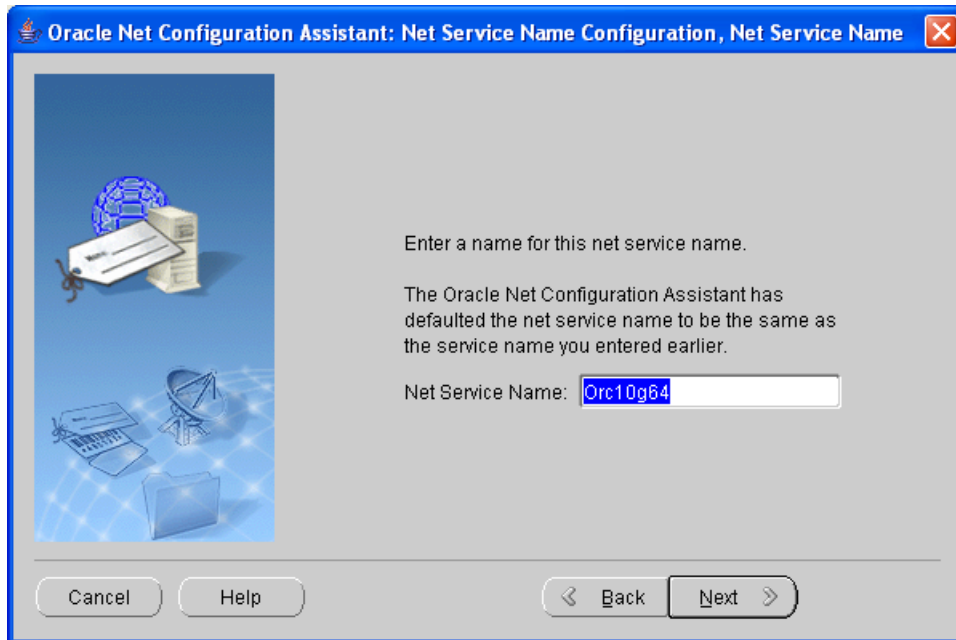 Oracle Net Configuration Assistant: Net Service Name Configuration, Net Service Name
Enter a name for this net service name.
The Oracle Net Configuration Assistant has
defaulted the net service name to be the same as
the service name you entered earlier.
Net Service Name: Orc10g64
Cancel Help Back Next